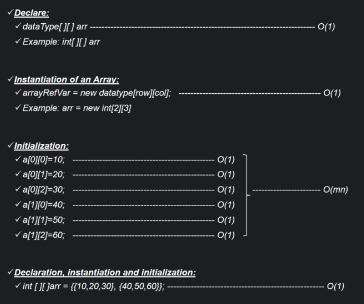 ✓Declare:
✓dataType[ ][ ] arr ---------------------------------------------------------------- O(1)
✓Example: int[ ][ ] arr
✓Instantiation of an Array:
✓arrayRefVar = new datatype[row][col]; ------------------------------------------ O(1)
✓Example: arr = new int[2][3]
✓Initialization:
✓a[0][0]=10; ------------------------------------ O(1)
✓a[0][1]=20; ------------------------------------ O(1)
✓a[0][2]=30; ------------------------------------ O(1) ----------------- O(mn)
✓a[1][0]=40; ------------------------------------ O(1)
✓a[1][1]=50; ------------------------------------ O(1)
✓a[1][2]=60; ------------------------------------ O(1)
✓Declaration, instantiation and initialization:
✓int [ ][ ]arr = {{10,20,30}, {40,50,60}}; ---------------------------------------- O(1)